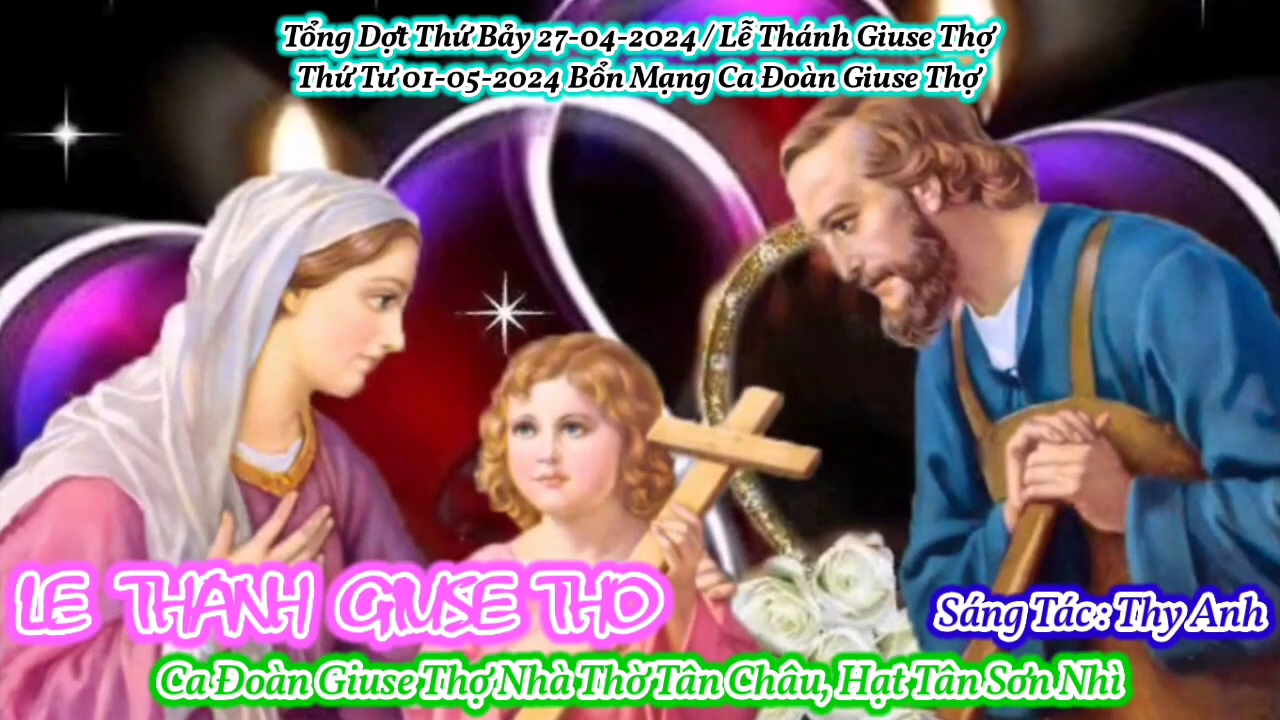 Tổng Dợt Thứ Bảy 27-04-2024 / Lễ Thánh Giuse Thợ
Thứ Tư 01-05-2024 Bổn Mạng Ca Đoàn Giuse Thợ
LE THANH GIUSE THO
Sáng Tác : Thy Anh
Ca Đoàn Giuse Thợ Nhà Thờ Tân Châu, Hạt Tân Sơn Nhì